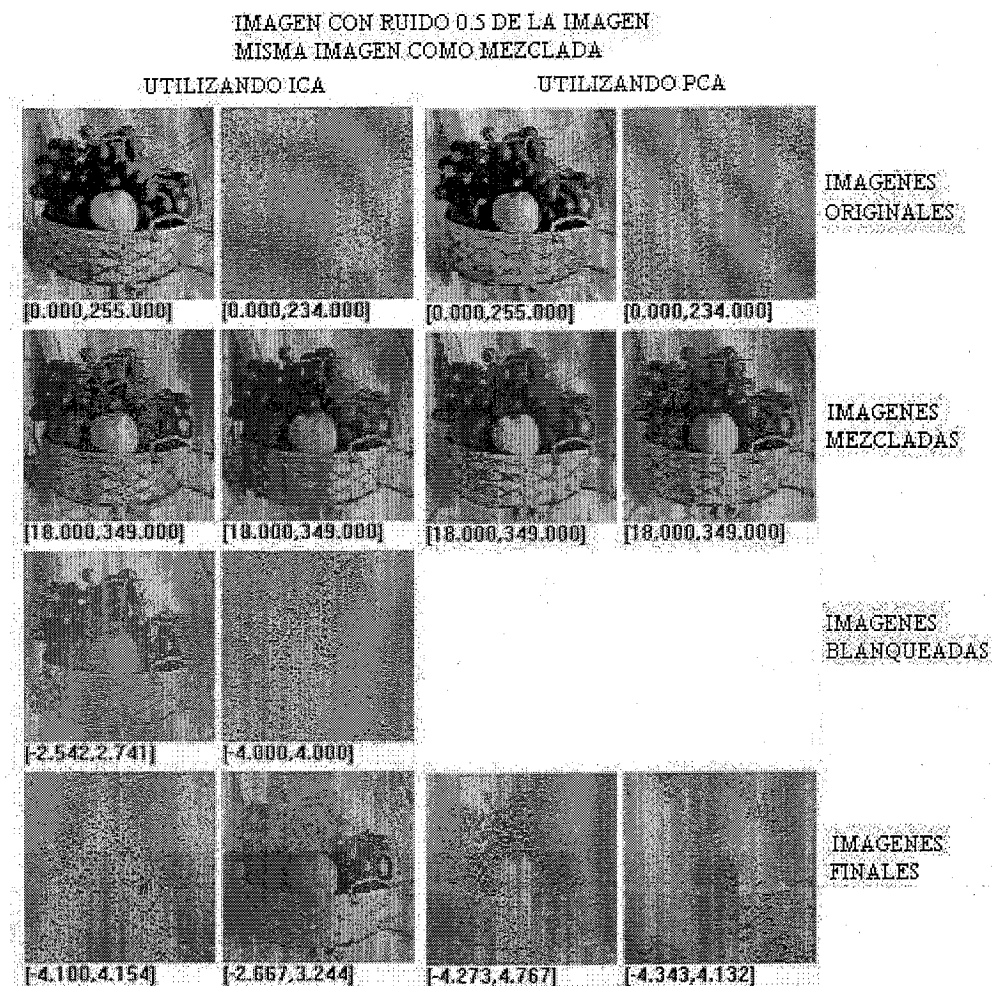 IMAGEN CON RUIDO 0.5 DE LA IMAGEN
MISMA IMAGEN COMO MEZCLADA
UTILIZANDO ICA
UTILIZANDO PCA
[0.000,255.000]
[0.000,234.000]
[0.000,255.000]
[0.000,234.000]
IMAGENES
ORIGINALES
[18.000,349.000]
[18.000,349.000]
[18.000,349.000]
[18.000,349.000]
IMAGENES
MEZCLADAS
[-2.542,2.741]
[-4.000,4.000]
IMAGENES
BLANQUEADAS
[-4.100,4.154]
[-2.667,3.244]
[-4.273,4.767]
[-4.343,4.132]
IMAGENES
FINALES